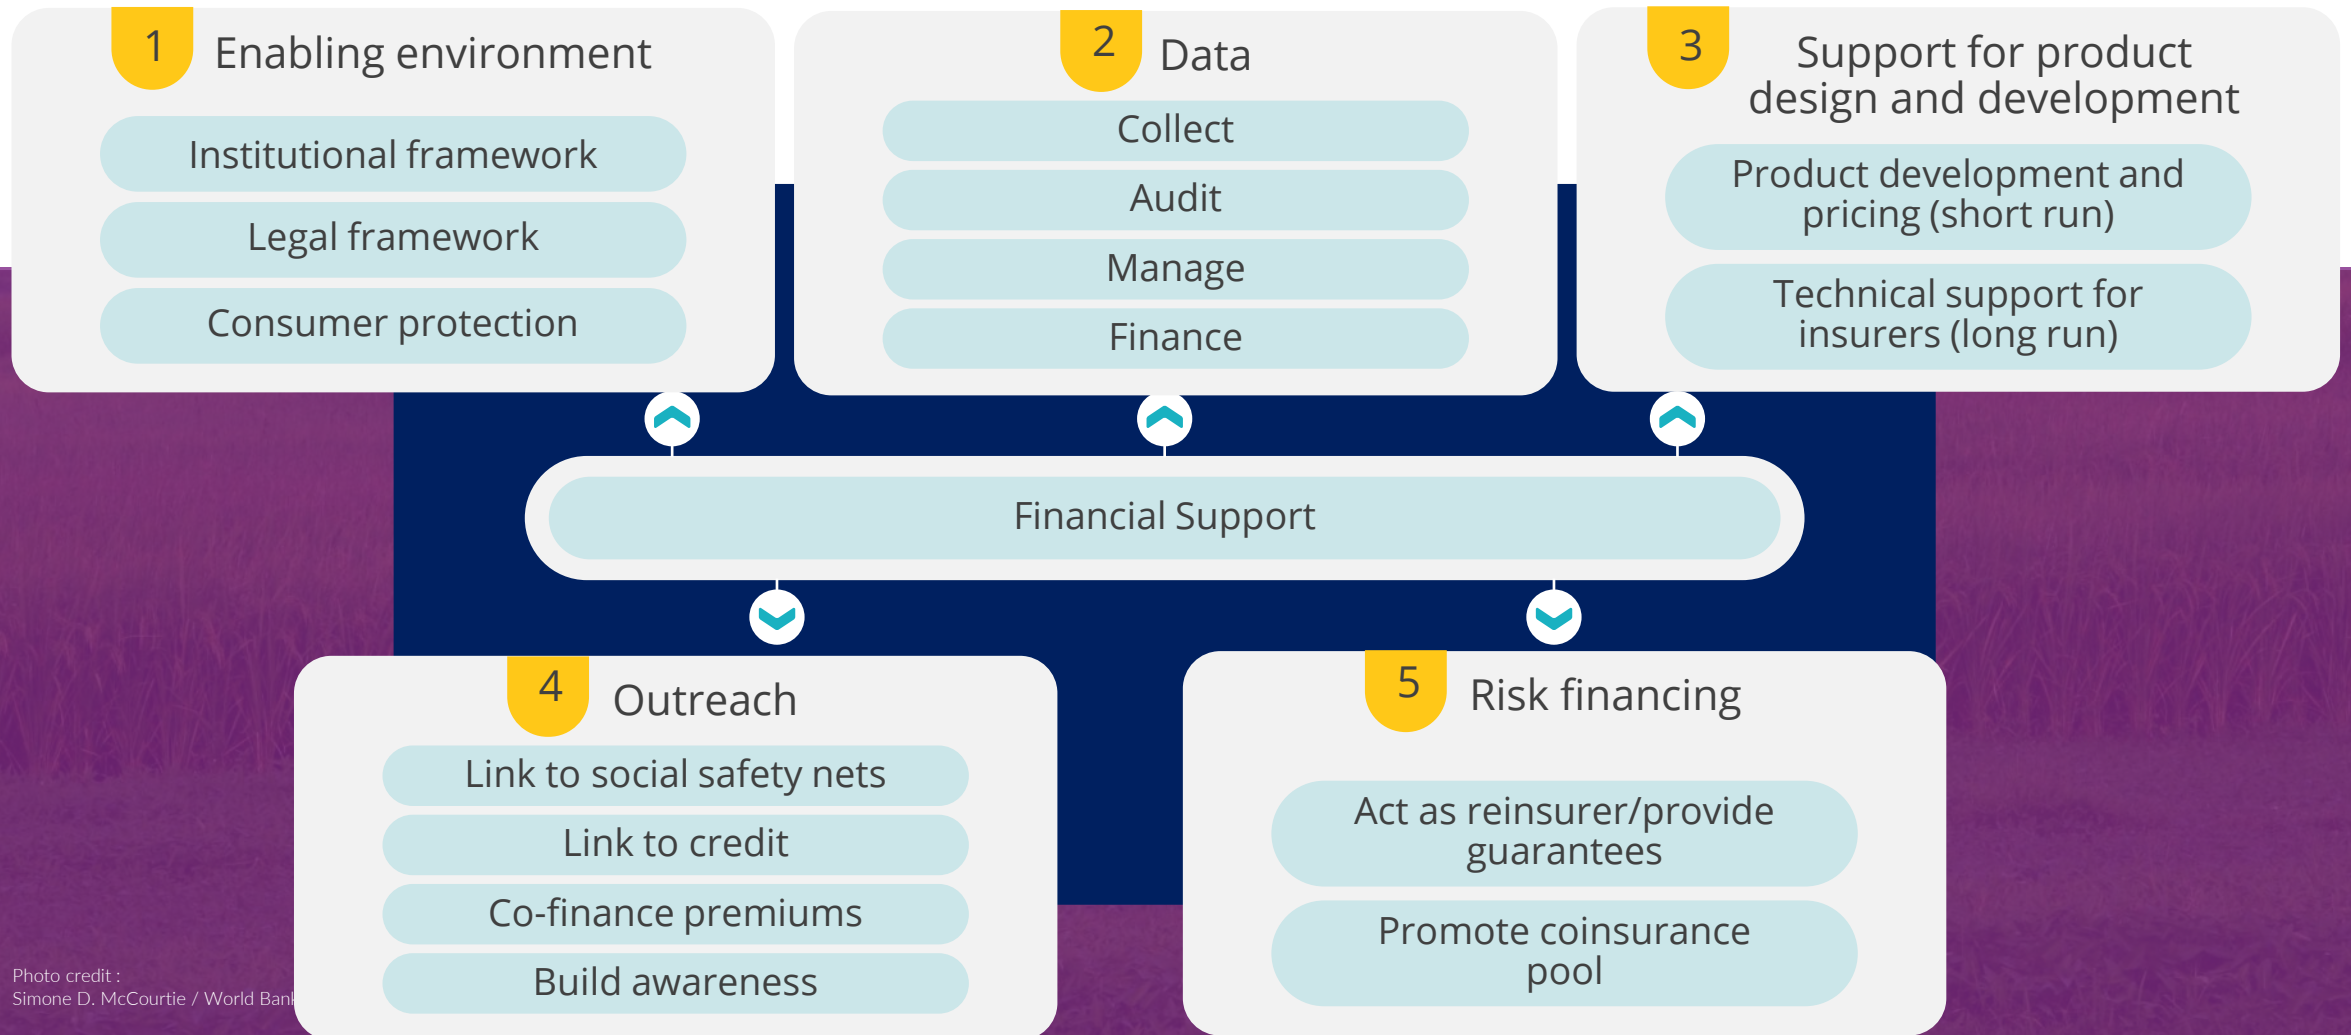 1
Enabling environment
Institutional framework
Legal framework
Consumer protection
2
Data
Collect
Audit
Manage
Finance
3
Support for product
design and development
Product development and
pricing (short run)
Technical support for
insurers (long run)
Financial Support
4
Outreach
Link to social safety nets
Link to credit
Co-finance premiums
Build awareness
5
Risk financing
Act as reinsurer/provide
guarantees
Promote coinsurance
pool
Photo credit :
Simone D. McCourtie / World Bank